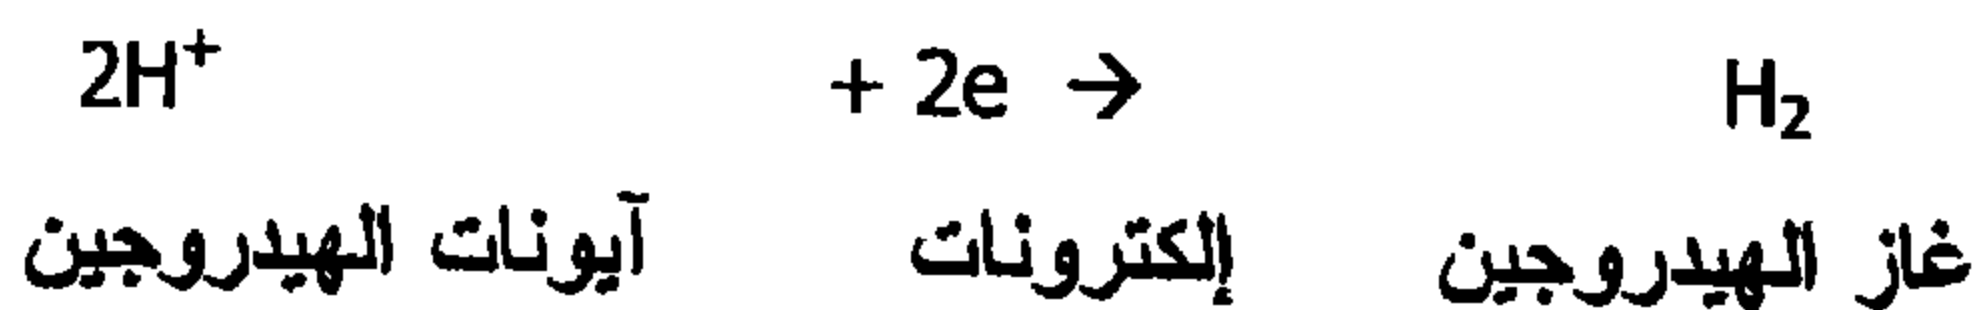 2H⁺ + 2e → H₂
آيونات الهيدروجين إلكترونات غاز الهيدروجين